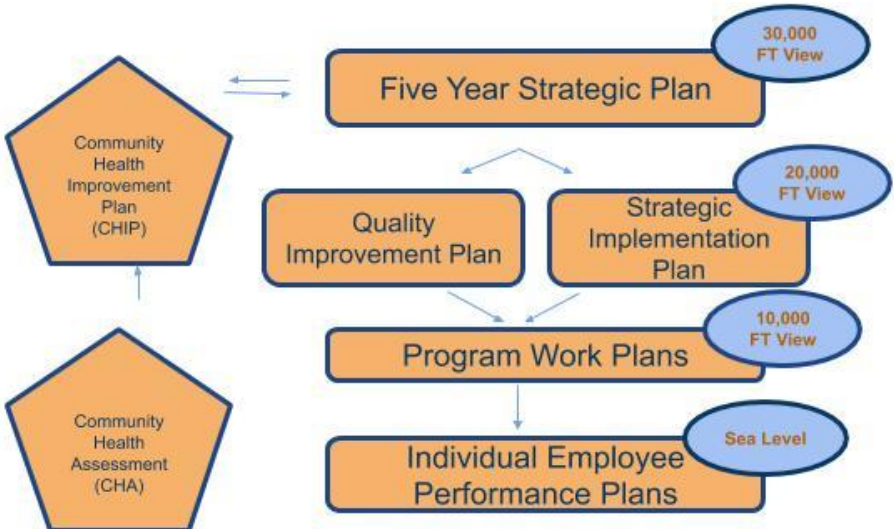 30,000
FT View
Five Year Strategic Plan
Community
Health
Improvement
Plan
(CHIP)
20,000
FT View
Quality
Improvement Plan
Strategic
Implementation
Plan
10,000
FT View
Program Work Plans
Community
Health
Assessment
(CHA)
Sea Level
Individual Employee
Performance Plans